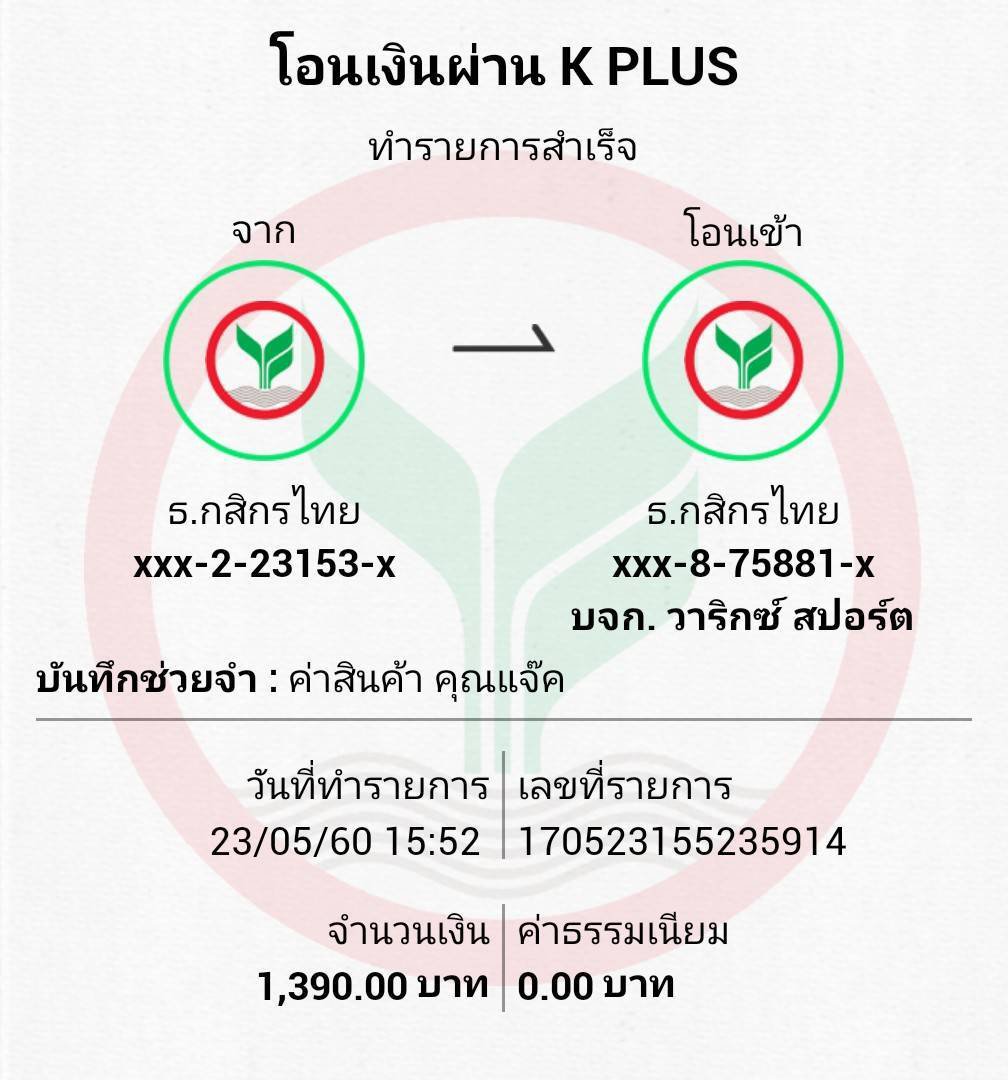 โอนเงินผ่าน K PLUS
ทำรายการสำเร็จ
จาก
โอนเข้า
ธ.กสิกรไทย
xxx-2-23153-x
ธ.กสิกรไทย
xxx-8-75881-x
บจก. วาริกซ์ สปอร์ต
บันทึกช่วยจำ : ค่าสินค้า คุณแจ๊ค
วันที่ทำรายการ
23/05/60 15:52
เลขที่รายการ
170523155235914
จำนวนเงิน
1,390.00 บาท
ค่าธรรมเนียม
0.00 บาท